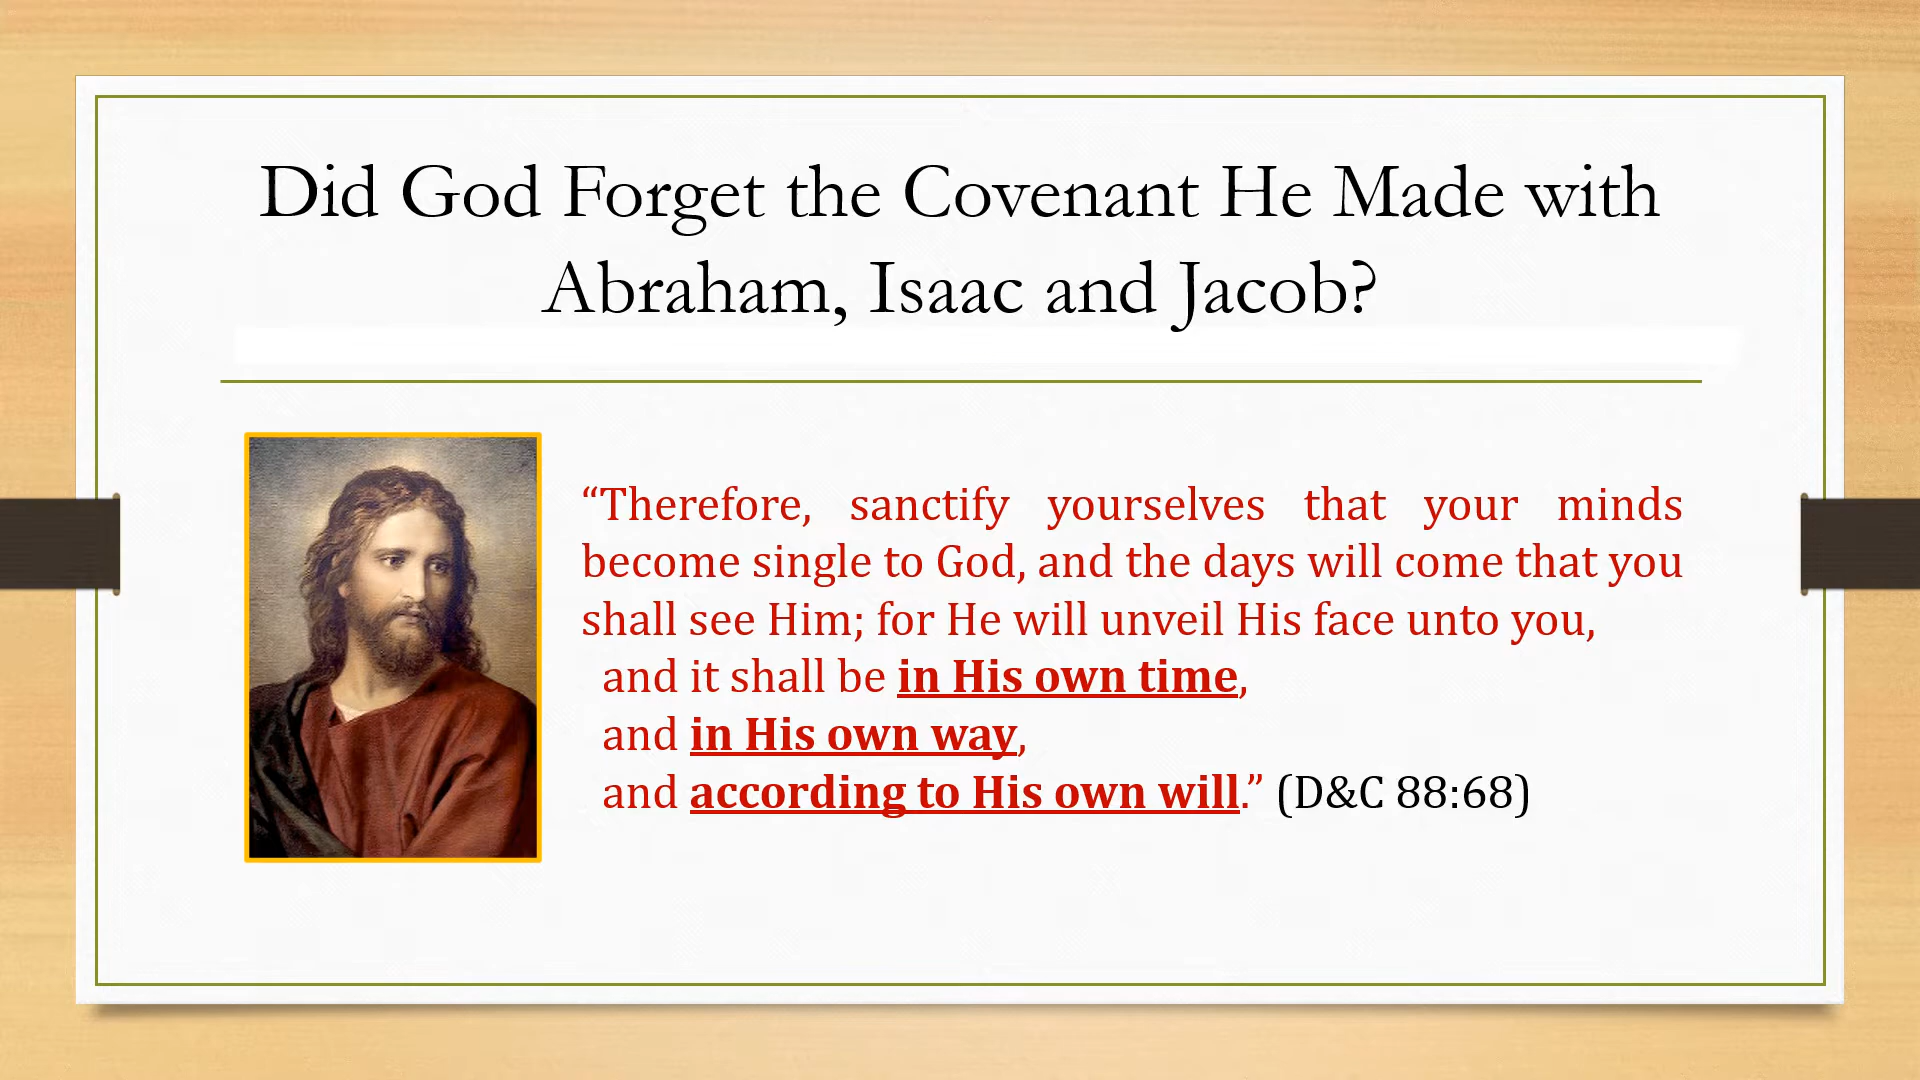 Did God Forget the Covenant He Made with
Abraham, Isaac and Jacob?
“Therefore, sanctify yourselves that your minds
become single to God, and the days will come that you
shall see Him; for He will unveil His face unto you,
and it shall be in His own time,
and in His own way,
and according to His own will.” (D&C 88:68)